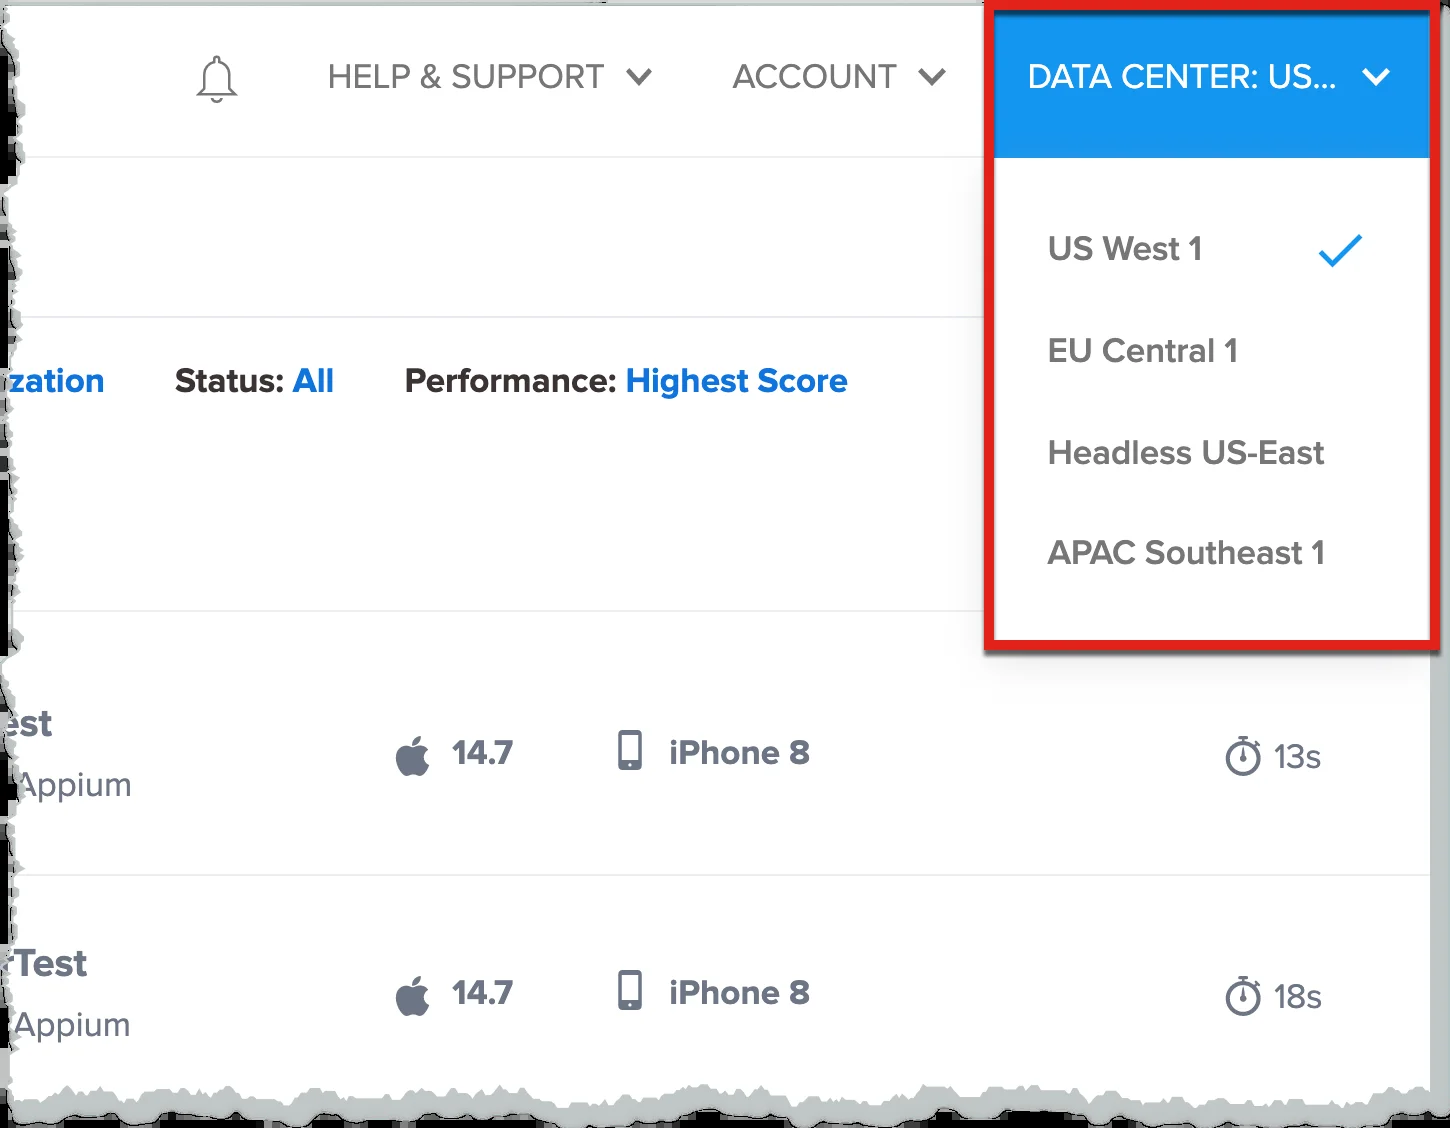 HELP & SUPPORT
ACCOUNT
DATA CENTER: US...
US West 1
EU Central 1
Headless US-East
APAC Southeast 1
zation
Status: All
Performance: Highest Score
est
14.7
iPhone 8
13s
Appium
Test
14.7
iPhone 8
18s
Appium